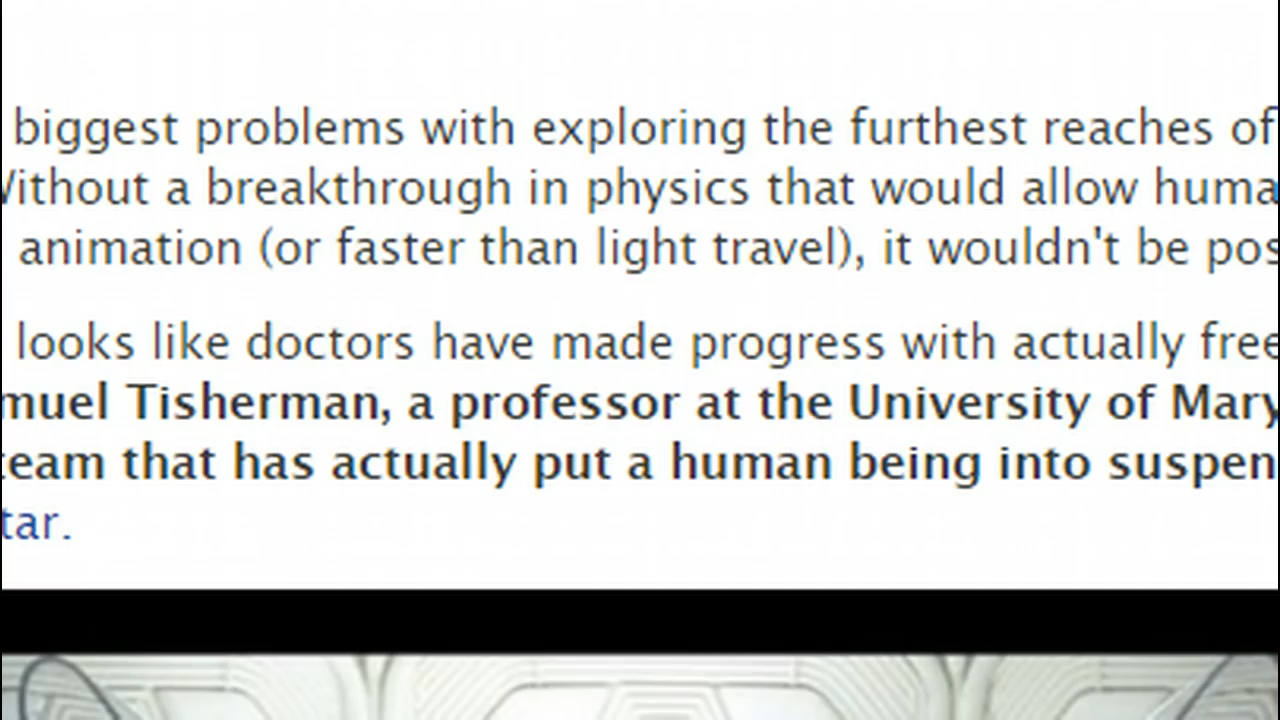 biggest problems with exploring the furthest reaches of
Without a breakthrough in physics that would allow huma
animation (or faster than light travel), it wouldn't be pos
looks like doctors have made progress with actually free
muel Tisherman, a professor at the University of Mary
team that has actually put a human being into suspen
tar.